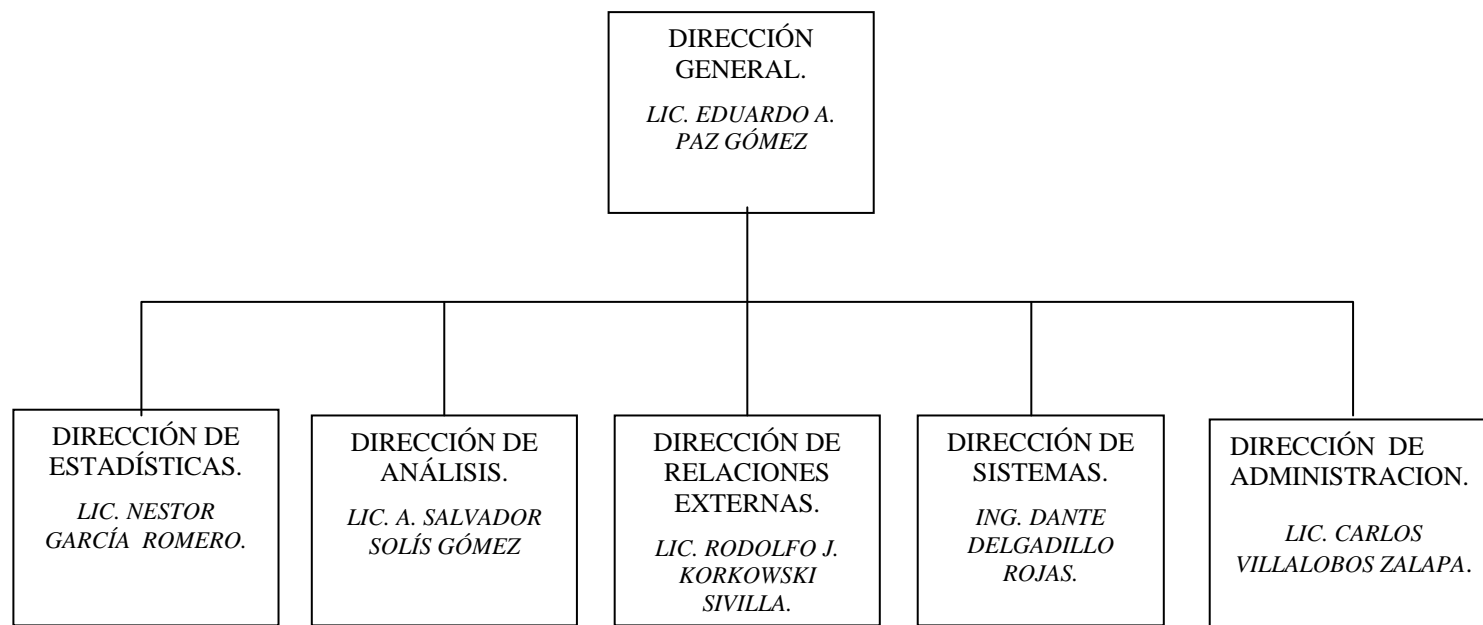 DIRECCIÓN
GENERAL.
LIC. EDUARDO A.
PAZ GÓMEZ
DIRECCIÓN DE
ESTADÍSTICAS.
LIC. NESTOR
GARCÍA ROMERO.
DIRECCIÓN DE
ANÁLISIS.
LIC. A. SALVADOR
SOLÍS GÓMEZ
DIRECCIÓN DE
RELACIONES
EXTERNAS.
LIC. RODOLFO J.
KORKOWSKI
SIVILLA.
DIRECCIÓN DE
SISTEMAS.
ING. DANTE
DELGADILLO
ROJAS.
DIRECCIÓN DE
ADMINISTRACION.
LIC. CARLOS
VILLALOBOS ZALAPA.